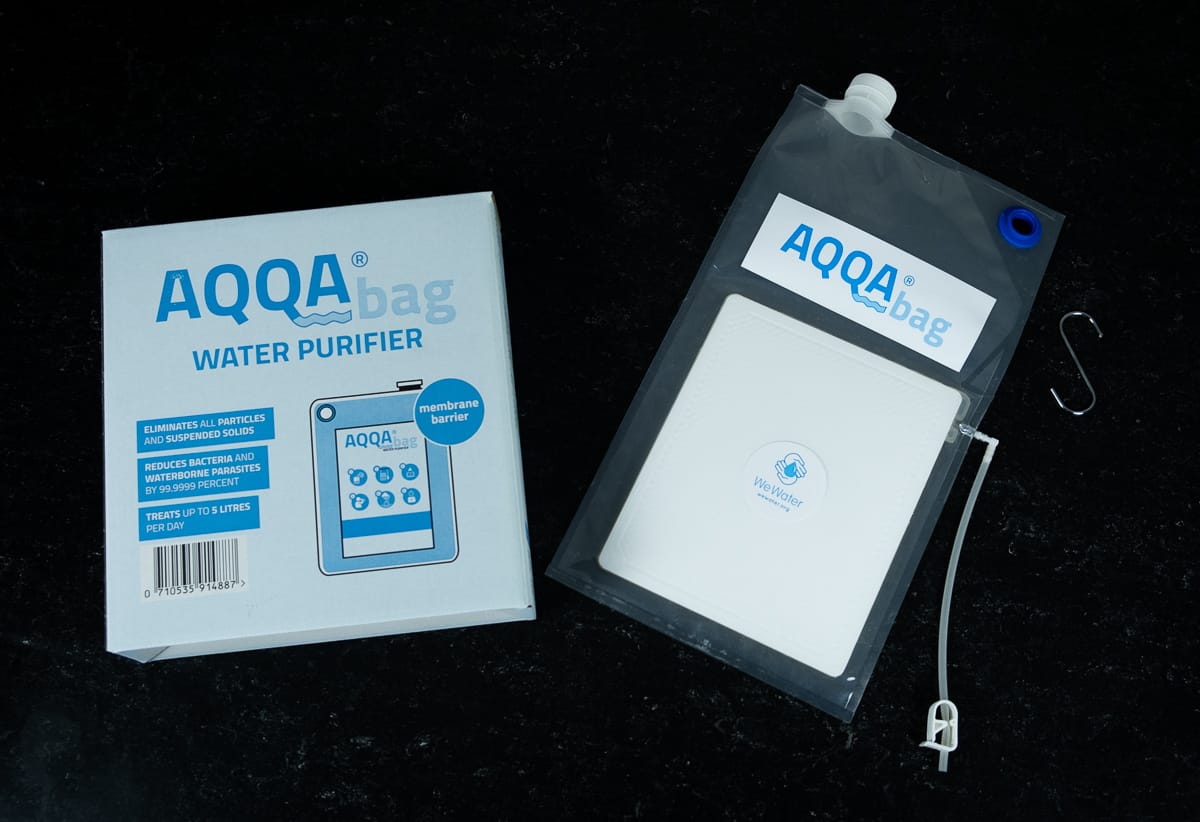 AQQA®
bag
WATER PURIFIER
membrane
barrier
ELIMINATES ALL PARTICLES
AND SUSPENDED SOLIDS
REDUCES BACTERIA AND
WATERBORNE PARASITES
BY 99.9999 PERCENT
TREATS UP TO 5 LITRES
PER DAY
0 710535 914887 >
AQQA®
bag
WATER PURIFIER
AQQA®
bag
WeWater
wewater.org